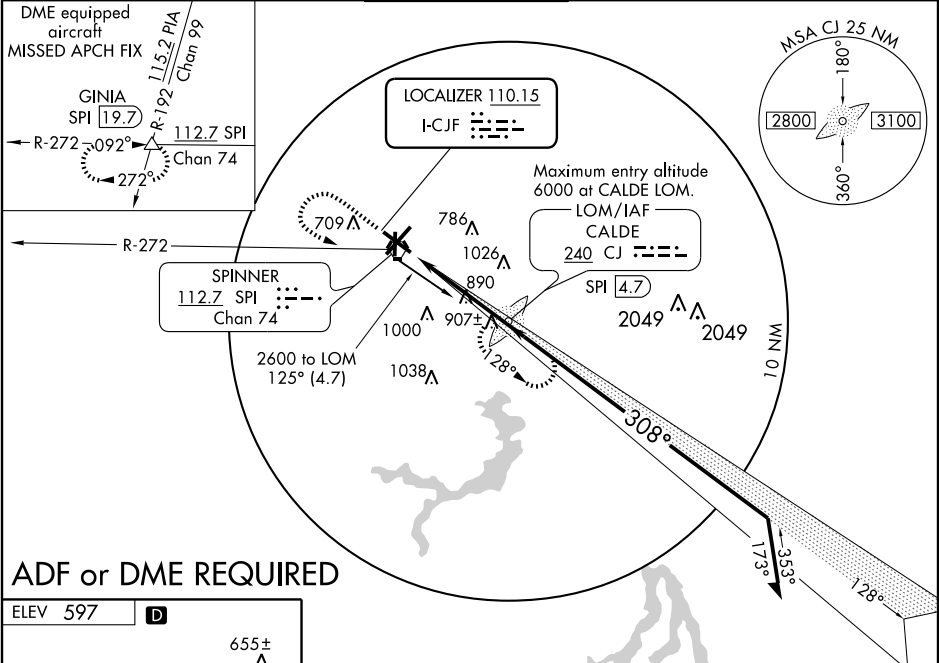 DME equipped
aircraft
MISSED APCH FIX
R-192 115.2 PIA
Chan 99
GINIA
SPI 19.7
R-272
092°
272°
112.7 SPI
Chan 74
LOCALIZER 110.15
I-CJF
MSA CJ 25 NM
180°
2800
3100
360°
Maximum entry altitude
6000 at CALDE LOM.
LOM/IAF
CALDE
240 CJ
SPI 4.7
709
786
1026
R-272
SPINNER
112.7 SPI
Chan 74
890
907±
1000
2049
2049
10 NM
2600 to LOM
125° (4.7)
1038
128°
308°
173°
353°
128°
ADF or DME REQUIRED
ELEV 597
D
655±